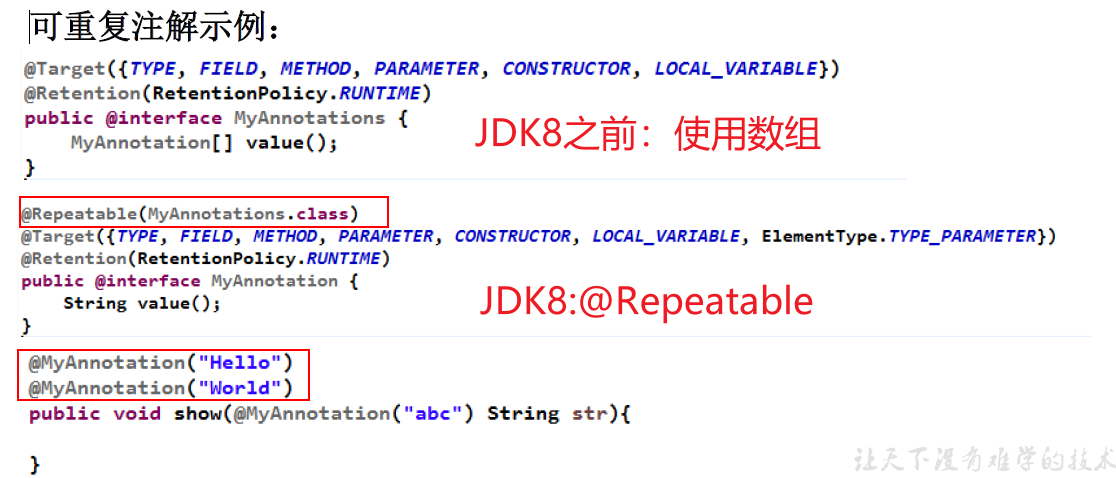 可重复注解示例：
@Target({TYPE, FIELD, METHOD, PARAMETER, CONSTRUCTOR, LOCAL_VARIABLE})
@Retention(RetentionPolicy.RUNTIME)
public @interface MyAnnotations {
MyAnnotation[] value();
}
JDK8之前：使用数组
@Repeatable(MyAnnotations.class)
@Target({TYPE, FIELD, METHOD, PARAMETER, CONSTRUCTOR, LOCAL_VARIABLE, ElementType.TYPE_PARAMETER})
@Retention(RetentionPolicy.RUNTIME)
public @interface MyAnnotation {
String value();
}
JDK8:@Repeatable
@MyAnnotation("Hello")
@MyAnnotation("World")
public void show(@MyAnnotation("abc") String str){
}
让天下没有难学的技术